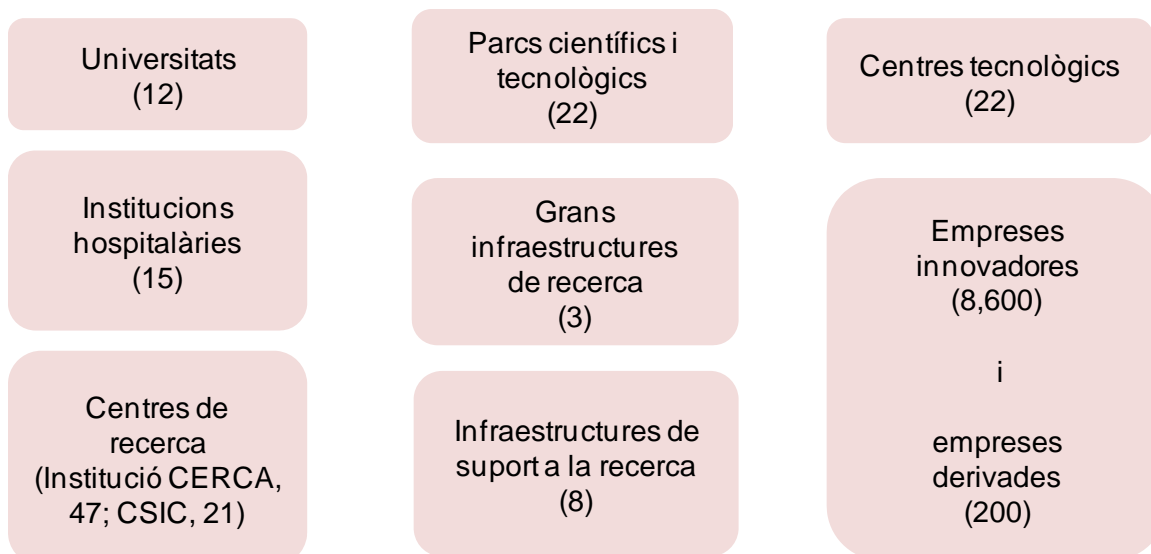 Universitats
(12)
Institucions
hospitalàries
(15)
Centres de
recerca
(Institució CERCA,
47; CSIC, 21)
Parcs científics i
tecnològics
(22)
Grans
infraestructures
de recerca
(3)
Infraestructures de
suport a la recerca
(8)
Centres tecnològics
(22)
Empreses
innovadores
(8,600)
i
empreses
derivades
(200)